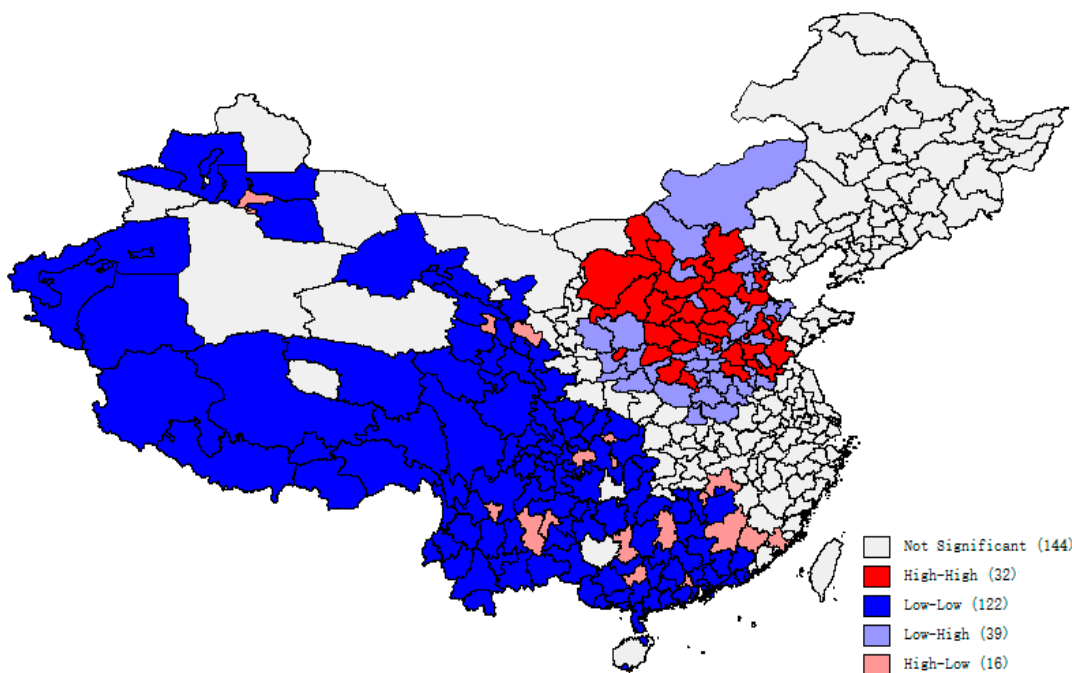 Not Significant (144)
High-High (32)
Low-Low (122)
Low-High (39)
High-Low (16)